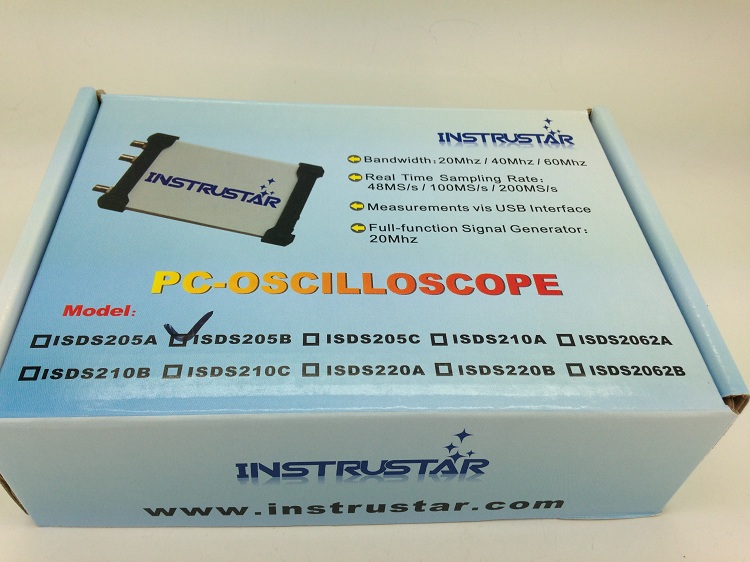 INSTRUSTAR
INSTRUSTAR
Bandwidth:20Mhz / 40Mhz / 60Mhz
Real Time Sampling Rate:
48MS/s / 100MS/s / 200MS/s
Measurements vis USB Interface
Full-function Signal Generator:
20Mhz
PC-OSCILLOSCOPE
Model:
ISDS205A ISDS205B ISDS205C ISDS210A ISDS2062A
ISDS210B ISDS210C ISDS220A ISDS220B ISDS2062B
INSTRUSTAR
www.instrustar.com